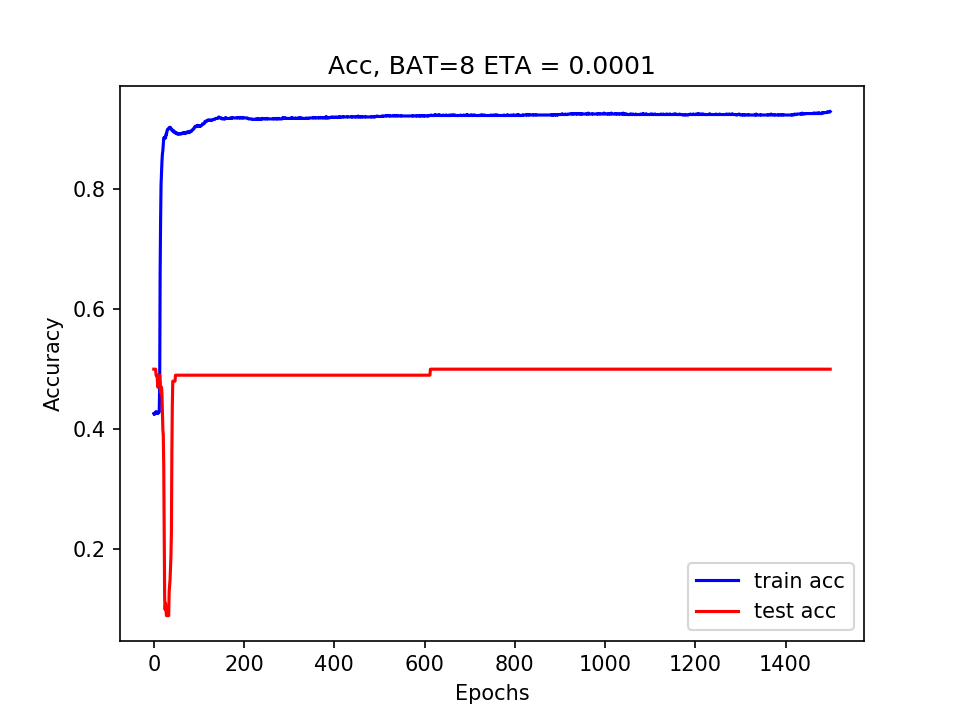 Acc, BAT=8 ETA = 0.0001
Accuracy
0.8
0.6
0.4
0.2
0 200 400 600 800 1000 1200 1400
Epochs
train acc
test acc